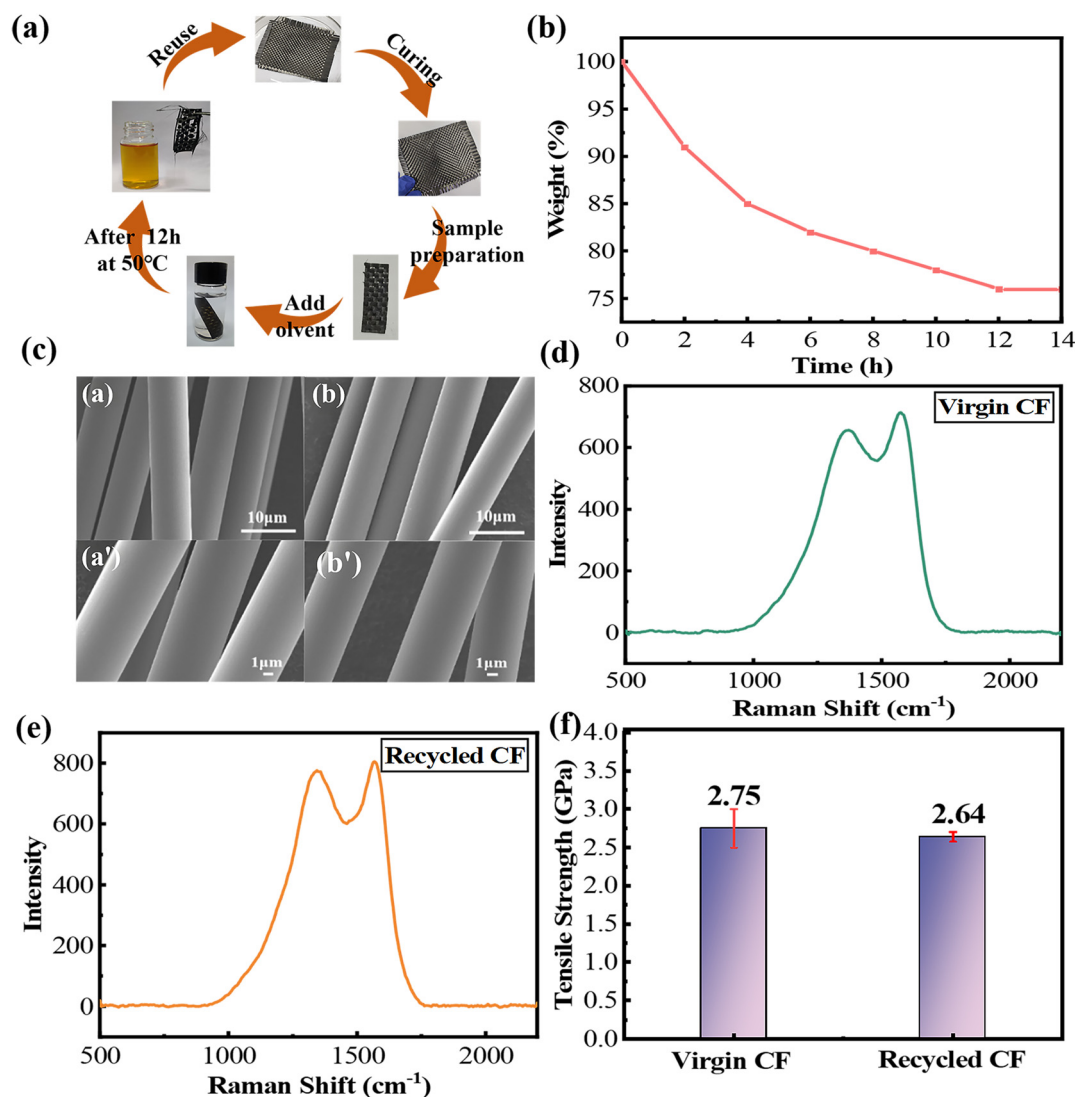 (a)
Reuse
Curing
Sample
preparation
Add
olvent
After 12h
at 50℃
(b)
100
95
90
85
80
75
Weight (%)
0 2 4 6 8 10 12 14
Time (h)
(c)
(a)
10μm
(b)
10μm
(a')
1μm
(b')
1μm
(d)
Virgin CF
800
600
400
200
0
Intensity
500 1000 1500 2000
Raman Shift (cm⁻¹)
(e)
Recycled CF
800
600
400
200
0
Intensity
500 1000 1500 2000
Raman Shift (cm⁻¹)
(f)
4.0
3.5
3.0
2.5
2.0
1.5
1.0
0.5
0.0
Tensile Strength (GPa)
2.75
2.64
Virgin CF Recycled CF